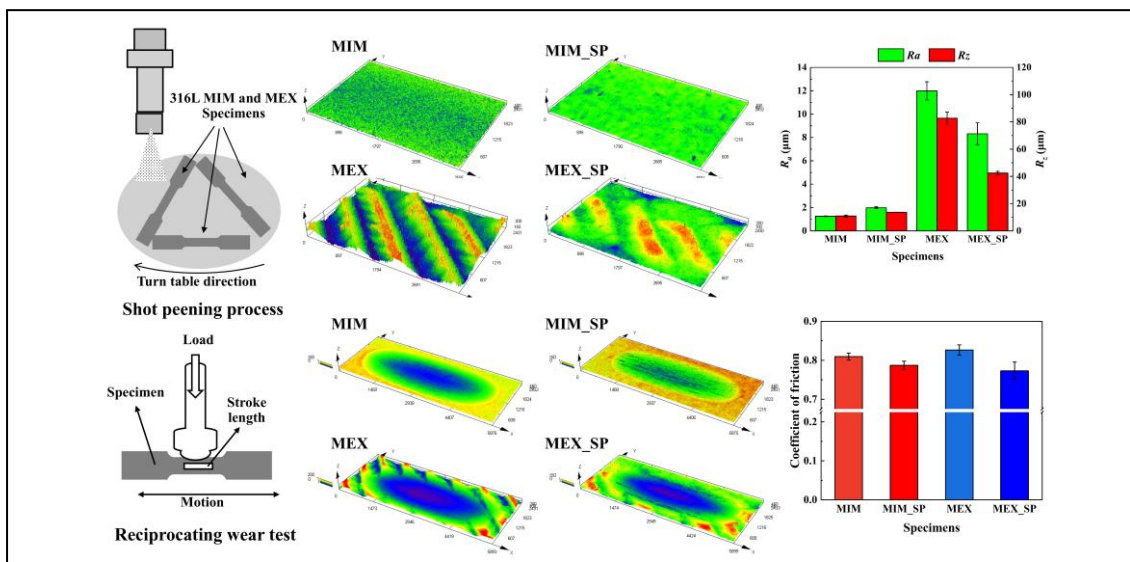 316L MIM and MEX
Specimens
Turn table direction
Shot peening process
Load
Specimen
Stroke
length
Motion
Reciprocating wear test
MIM
MIM_SP
MEX
MEX_SP
MIM
MIM_SP
MEX
MEX_SP
Ra
Rz
14
12
10
8
6
4
2
0
Ra (µm)
120
100
80
60
40
20
0
Rz (µm)
MIM MIM_SP MEX MEX_SP
Specimens
0.9
0.8
0.7
0.2
0.1
0.0
Coefficient of friction
MIM MIM_SP MEX MEX_SP
Specimens